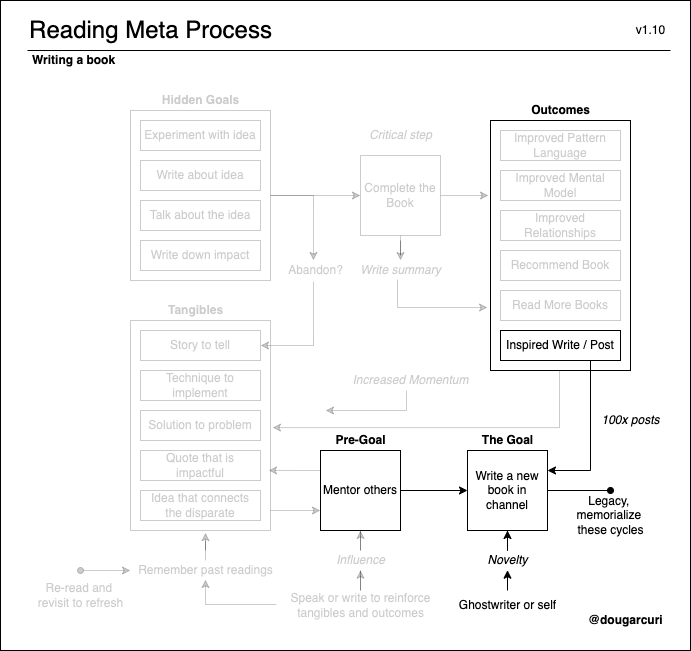 Reading Meta Process
v1.10
Writing a book
Hidden Goals
Experiment with idea
Write about idea
Talk about the idea
Write down impact
Critical step
Complete the
Book
Abandon?
Write summary
Outcomes
Improved Pattern
Language
Improved Mental
Model
Improved
Relationships
Recommend Book
Read More Books
Inspired Write / Post
Tangibles
Story to tell
Technique to
implement
Solution to problem
Quote that is
impactful
Idea that connects
the disparate
Increased Momentum
100x posts
Pre-Goal
Mentor others
The Goal
Write a new
book in
channel
Legacy,
memorialize
these cycles
Influence
Novelty
Remember past readings
Re-read and
revisit to refresh
Speak or write to reinforce
tangibles and outcomes
Ghostwriter or self
@dougarcuri